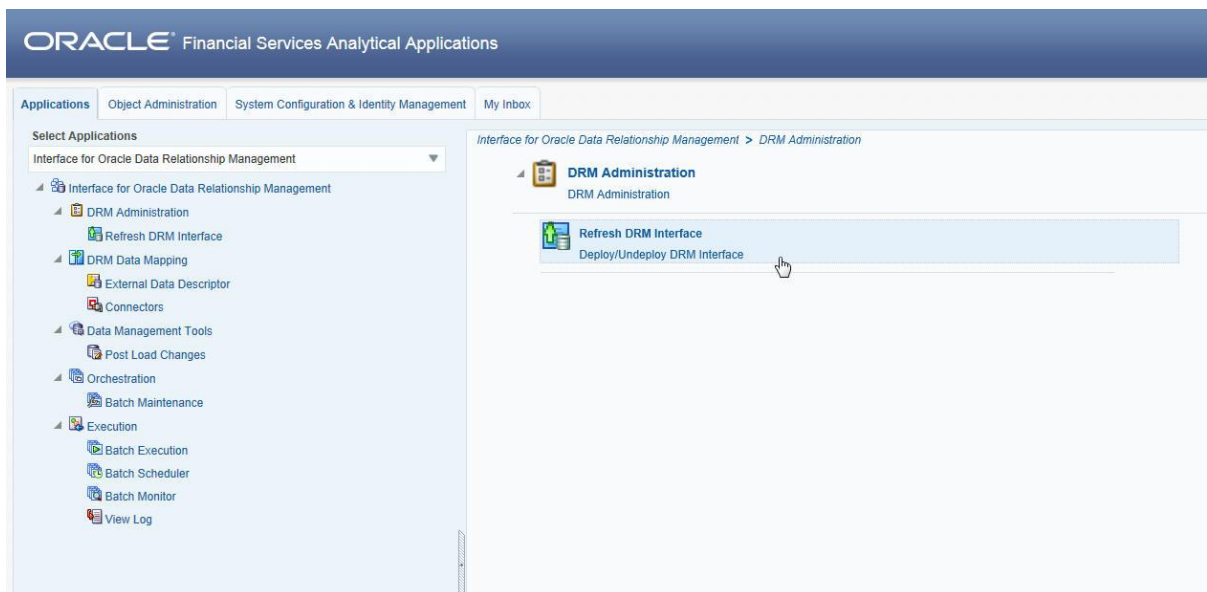 ORACLE® Financial Services Analytical Applications
Applications Object Administration System Configuration & Identity Management My Inbox
Select Applications
Interface for Oracle Data Relationship Management
Interface for Oracle Data Relationship Management
DRM Administration
Refresh DRM Interface
DRM Data Mapping
External Data Descriptor
Connectors
Data Management Tools
Post Load Changes
Orchestration
Batch Maintenance
Execution
Batch Execution
Batch Scheduler
Batch Monitor
View Log
Interface for Oracle Data Relationship Management > DRM Administration
DRM Administration
DRM Administration
Refresh DRM Interface
Deploy/Undeploy DRM Interface